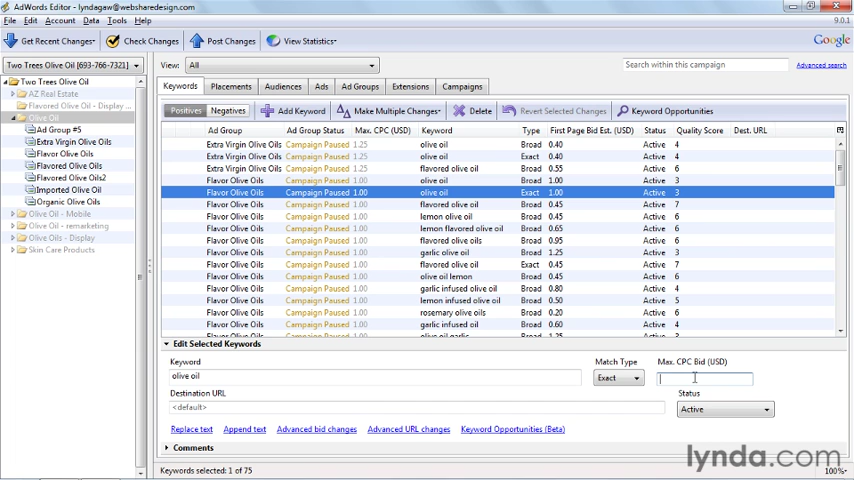 AdWords Editor - lyndagaw@websharedesign.com
File Edit Account Data Tools Help 9.0.1
Get Recent Changes Check Changes Post Changes View Statistics Google
Two Trees Olive Oil [693-766-7321] View: All Search within this campaign Advanced search
Two Trees Olive Oil
AZ Real Estate
Flavored Olive Oil - Display ...
Olive Oil
Ad Group #5
Extra Virgin Olive Oils
Flavor Olive Oils
Flavored Olive Oils
Flavored Olive Oils2
Imported Olive Oil
Organic Olive Oils
Olive Oil - Mobile
Olive Oil - remarketing
Olive Oils - Display
Skin Care Products
Keywords Placements Audiences Ads Ad Groups Extensions Campaigns
Positives Negatives Add Keyword Make Multiple Changes Delete Revert Selected Changes Keyword Opportunities
Ad Group Ad Group Status Max. CPC (USD) Keyword Type First Page Bid Est. (USD) Status Quality Score Dest. URL
Extra Virgin Olive Oils Campaign Paused 1.25 olive oil Broad 0.40 Active 4
Extra Virgin Olive Oils Campaign Paused 1.25 olive oil Exact 0.40 Active 4
Extra Virgin Olive Oils Campaign Paused 1.25 flavored olive oil Broad 0.55 Active 6
Flavor Olive Oils Campaign Paused 1.00 olive oil Broad 1.00 Active 3
Flavor Olive Oils Campaign Paused 1.00 olive oil Exact 1.00 Active 3
Flavor Olive Oils Campaign Paused 1.00 flavored olive oil Broad 0.45 Active 7
Flavor Olive Oils Campaign Paused 1.00 lemon olive oil Broad 0.45 Active 6
Flavor Olive Oils Campaign Paused 1.00 lemon flavored olive oil Broad 0.65 Active 6
Flavor Olive Oils Campaign Paused 1.00 flavored olive oils Broad 0.95 Active 6
Flavor Olive Oils Campaign Paused 1.00 garlic olive oil Broad 1.25 Active 3
Flavor Olive Oils Campaign Paused 1.00 flavored olive oil Exact 0.45 Active 7
Flavor Olive Oils Campaign Paused 1.00 olive oil lemon Broad 0.45 Active 6
Flavor Olive Oils Campaign Paused 1.00 garlic infused olive oil Broad 0.80 Active 4
Flavor Olive Oils Campaign Paused 1.00 lemon infused olive oil Broad 0.50 Active 5
Flavor Olive Oils Campaign Paused 1.00 rosemary olive oils Broad 0.20 Active 6
Flavor Olive Oils Campaign Paused 1.00 garlic infused oil Broad 0.60 Active 4
Flavor Olive Oils Campaign Paused 1.00 olive oil garlic Broad 1.25 Active 3
Edit Selected Keywords
Keyword Match Type Max. CPC Bid (USD)
olive oil Exact
Destination URL Status
<default> Active
Replace text Append text Advanced bid changes Advanced URL changes Keyword Opportunities (Beta)
Comments
Keywords selected: 1 of 75 100%
lynda.com